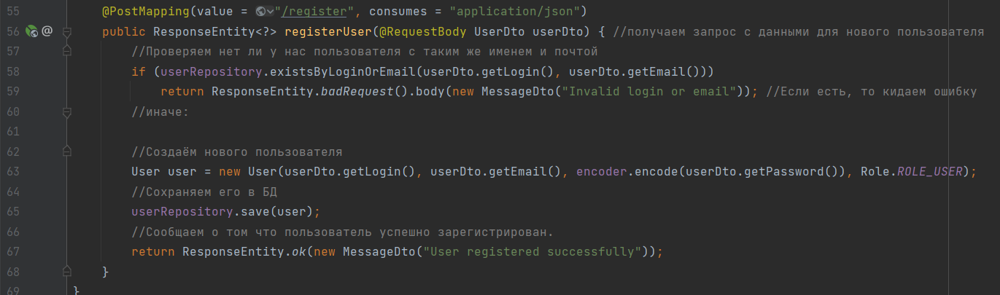 55 @PostMapping(value = "/register", consumes = "application/json")
56 public ResponseEntity<?> registerUser(@RequestBody UserDto userDto) { //получаем запрос с данными для нового пользователя
57 //Проверяем нет ли у нас пользователя с таким же именем и почтой
58 if (userRepository.existsByLoginOrEmail(userDto.getLogin(), userDto.getEmail()))
59 return ResponseEntity.badRequest().body(new MessageDto("Invalid login or email")); //Если есть, то кидаем ошибку
60 //иначе:
61
62 //Создаём нового пользователя
63 User user = new User(userDto.getLogin(), userDto.getEmail(), encoder.encode(userDto.getPassword()), Role.ROLE_USER);
64 //Сохраняем его в БД
65 userRepository.save(user);
66 //Сообщаем о том что пользователь успешно зарегистрирован.
67 return ResponseEntity.ok(new MessageDto("User registered successfully"));
68 }
69 }